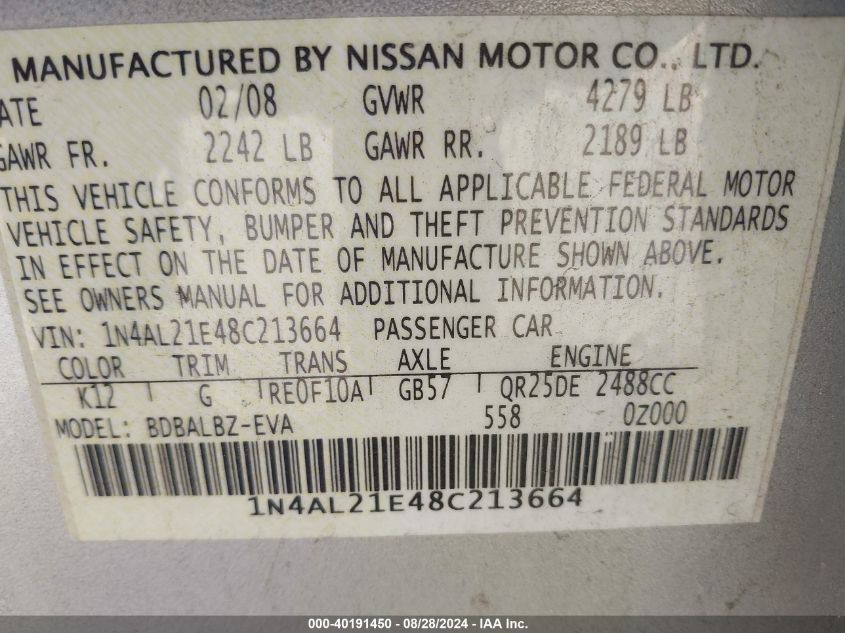 MANUFACTURED BY NISSAN MOTOR CO., LTD.
ATE 02/08 GVWR 4279 LB
GAWR FR. 2242 LB GAWR RR. 2189 LB
THIS VEHICLE CONFORMS TO ALL APPLICABLE FEDERAL MOTOR
VEHICLE SAFETY, BUMPER AND THEFT PREVENTION STANDARDS
IN EFFECT ON THE DATE OF MANUFACTURE SHOWN ABOVE.
SEE OWNERS MANUAL FOR ADDITIONAL INFORMATION.
VIN: 1N4AL21E48C213664 PASSENGER CAR
COLOR TRIM TRANS AXLE ENGINE
K12 G RE0F10A GB57 QR25DE 2488CC
MODEL: BDBALBZ-EVA 558 0Z000
1N4AL21E48C213664
000-40191450 - 08/28/2024 - IAA Inc.